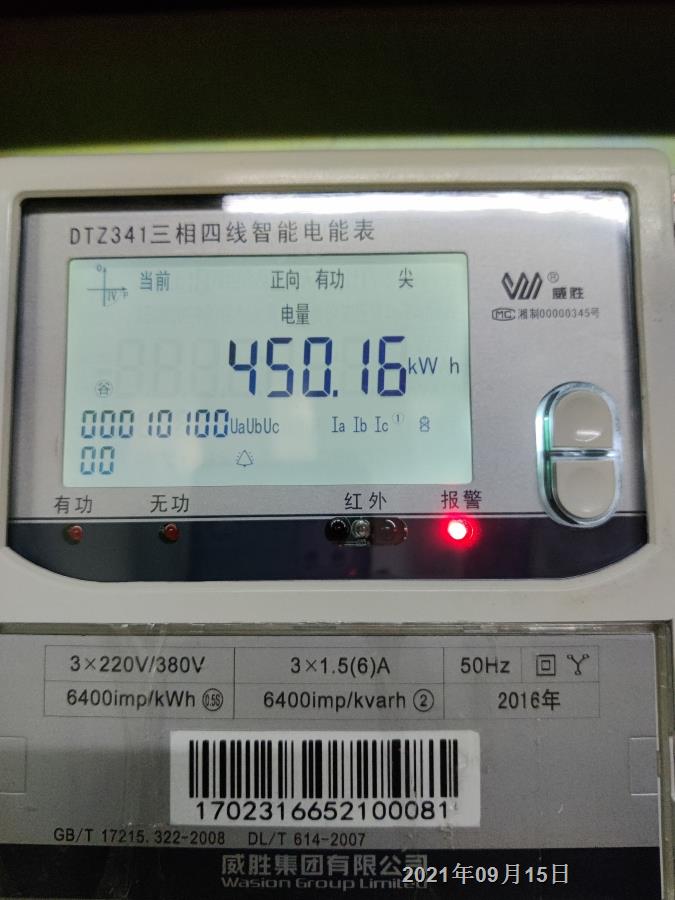 DTZ341三相四线智能电能表
当前 正向 有功 尖
电量
威胜®
MC 湘制00000345号
450.16kWh
谷
00010100UaUbUc Ia Ib Ic ①
00
有功 无功 红外 报警
3×220V/380V 3×1.5(6)A 50Hz
6400imp/kWh 0.5S 6400imp/kvarh ② 2016年
1702316652100081
GB/T 17215.322-2008 DL/T 614-2007
威胜集团有限公司
Wasion Group Limited
2021年09月15日